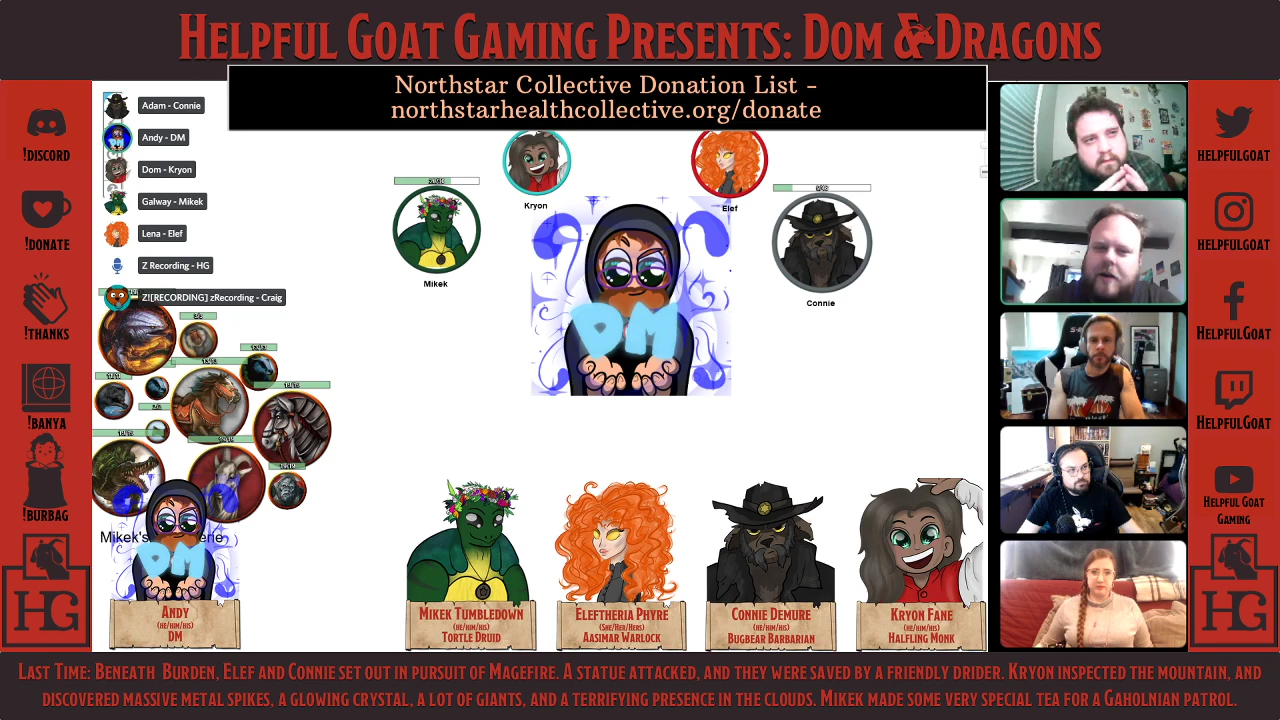 HELPFUL GOAT GAMING PRESENTS: DOM & DRAGONS
Northstar Collective Donation List -
northstarhealthcollective.org/donate
!DISCORD
!DONATE
!THANKS
!BANYA
!BURBAG
HG
Adam - Connie
Andy - DM
Dom - Kryon
Galway - Mikek
Lena - Elef
Z Recording - HG
Z![RECORDING] zRecording - Craig
Kryon
Elef
Mikek
Connie
DM
Mikek's
DM
ANDY
(HE/HIM/HIS)
DM
MIKEK TUMBLEDOWN
(HE/HIM/HIS)
TORTLE DRUID
ELEFTHERIA PHYRE
(SHE/HER/HERS)
AASIMAR WARLOCK
CONNIE DEMURE
(HE/HIM/HIS)
BUGBEAR BARBARIAN
KRYON FANE
(HE/HIM/HIS)
HALFLING MONK
HELPFULGOAT
HELPFULGOAT
HELPFULGOAT
HELPFULGOAT
HELPFUL GOAT
GAMING
HG
LAST TIME: BENEATH BURDEN, ELEF AND CONNIE SET OUT IN PURSUIT OF MAGEFIRE. A STATUE ATTACKED, AND THEY WERE SAVED BY A FRIENDLY DRIDER. KRYON INSPECTED THE MOUNTAIN, AND
DISCOVERED MASSIVE METAL SPIKES, A GLOWING CRYSTAL, A LOT OF GIANTS, AND A TERRIFYING PRESENCE IN THE CLOUDS. MIKEK MADE SOME VERY SPECIAL TEA FOR A GAHOLNIAN PATROL.